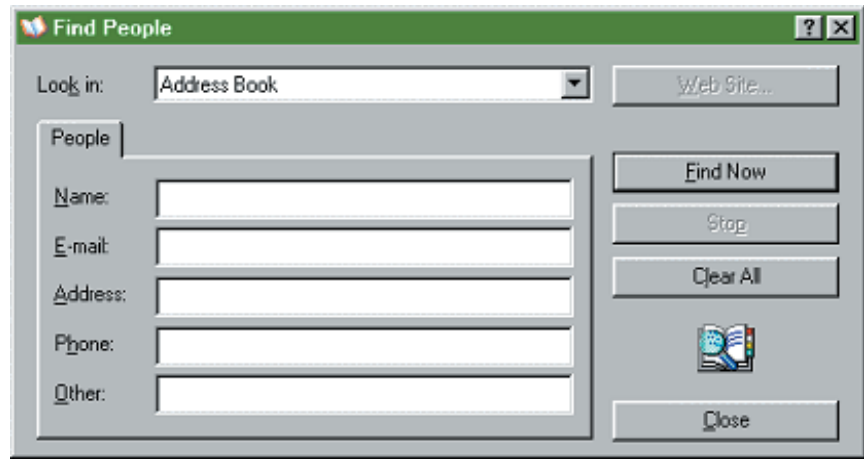 Find People
Look in: Address Book Web Site...
People
Name:
E-mail:
Address:
Phone:
Other:
Find Now
Stop
Clear All
Close